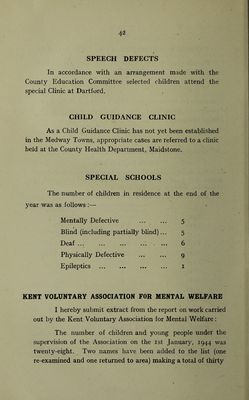 42
SPEECH DEFECTS
In accordance with an arrangement made with the
County Education Committee selected children attend the
special Clinic at Dartford.
CHILD GUIDANCE CLINIC
As a Child Guidance Clinic has not yet been established
in the Medway Towns, appropriate cases are referred to a clinic
held at the County Health Department, Maidstone.
SPECIAL SCHOOLS
The number of children in residence at the end of the
year was as follows :—
Mentally Defective ... ... 5
Blind (including partially blind) ... 5
Deaf ... ... ... ... ... 6
Physically Defective ... ... 9
Epileptics ... ... ... ... 1
KENT VOLUNTARY ASSOCIATION FOR MENTAL WELFARE
I hereby submit extract from the report on work carried
out by the Kent Voluntary Association for Mental Welfare :
The number of children and young people under the
supervision of the Association on the 1st January, 1944 was
twenty-eight. Two names have been added to the list (one
re-examined and one returned to area) making a total of thirty